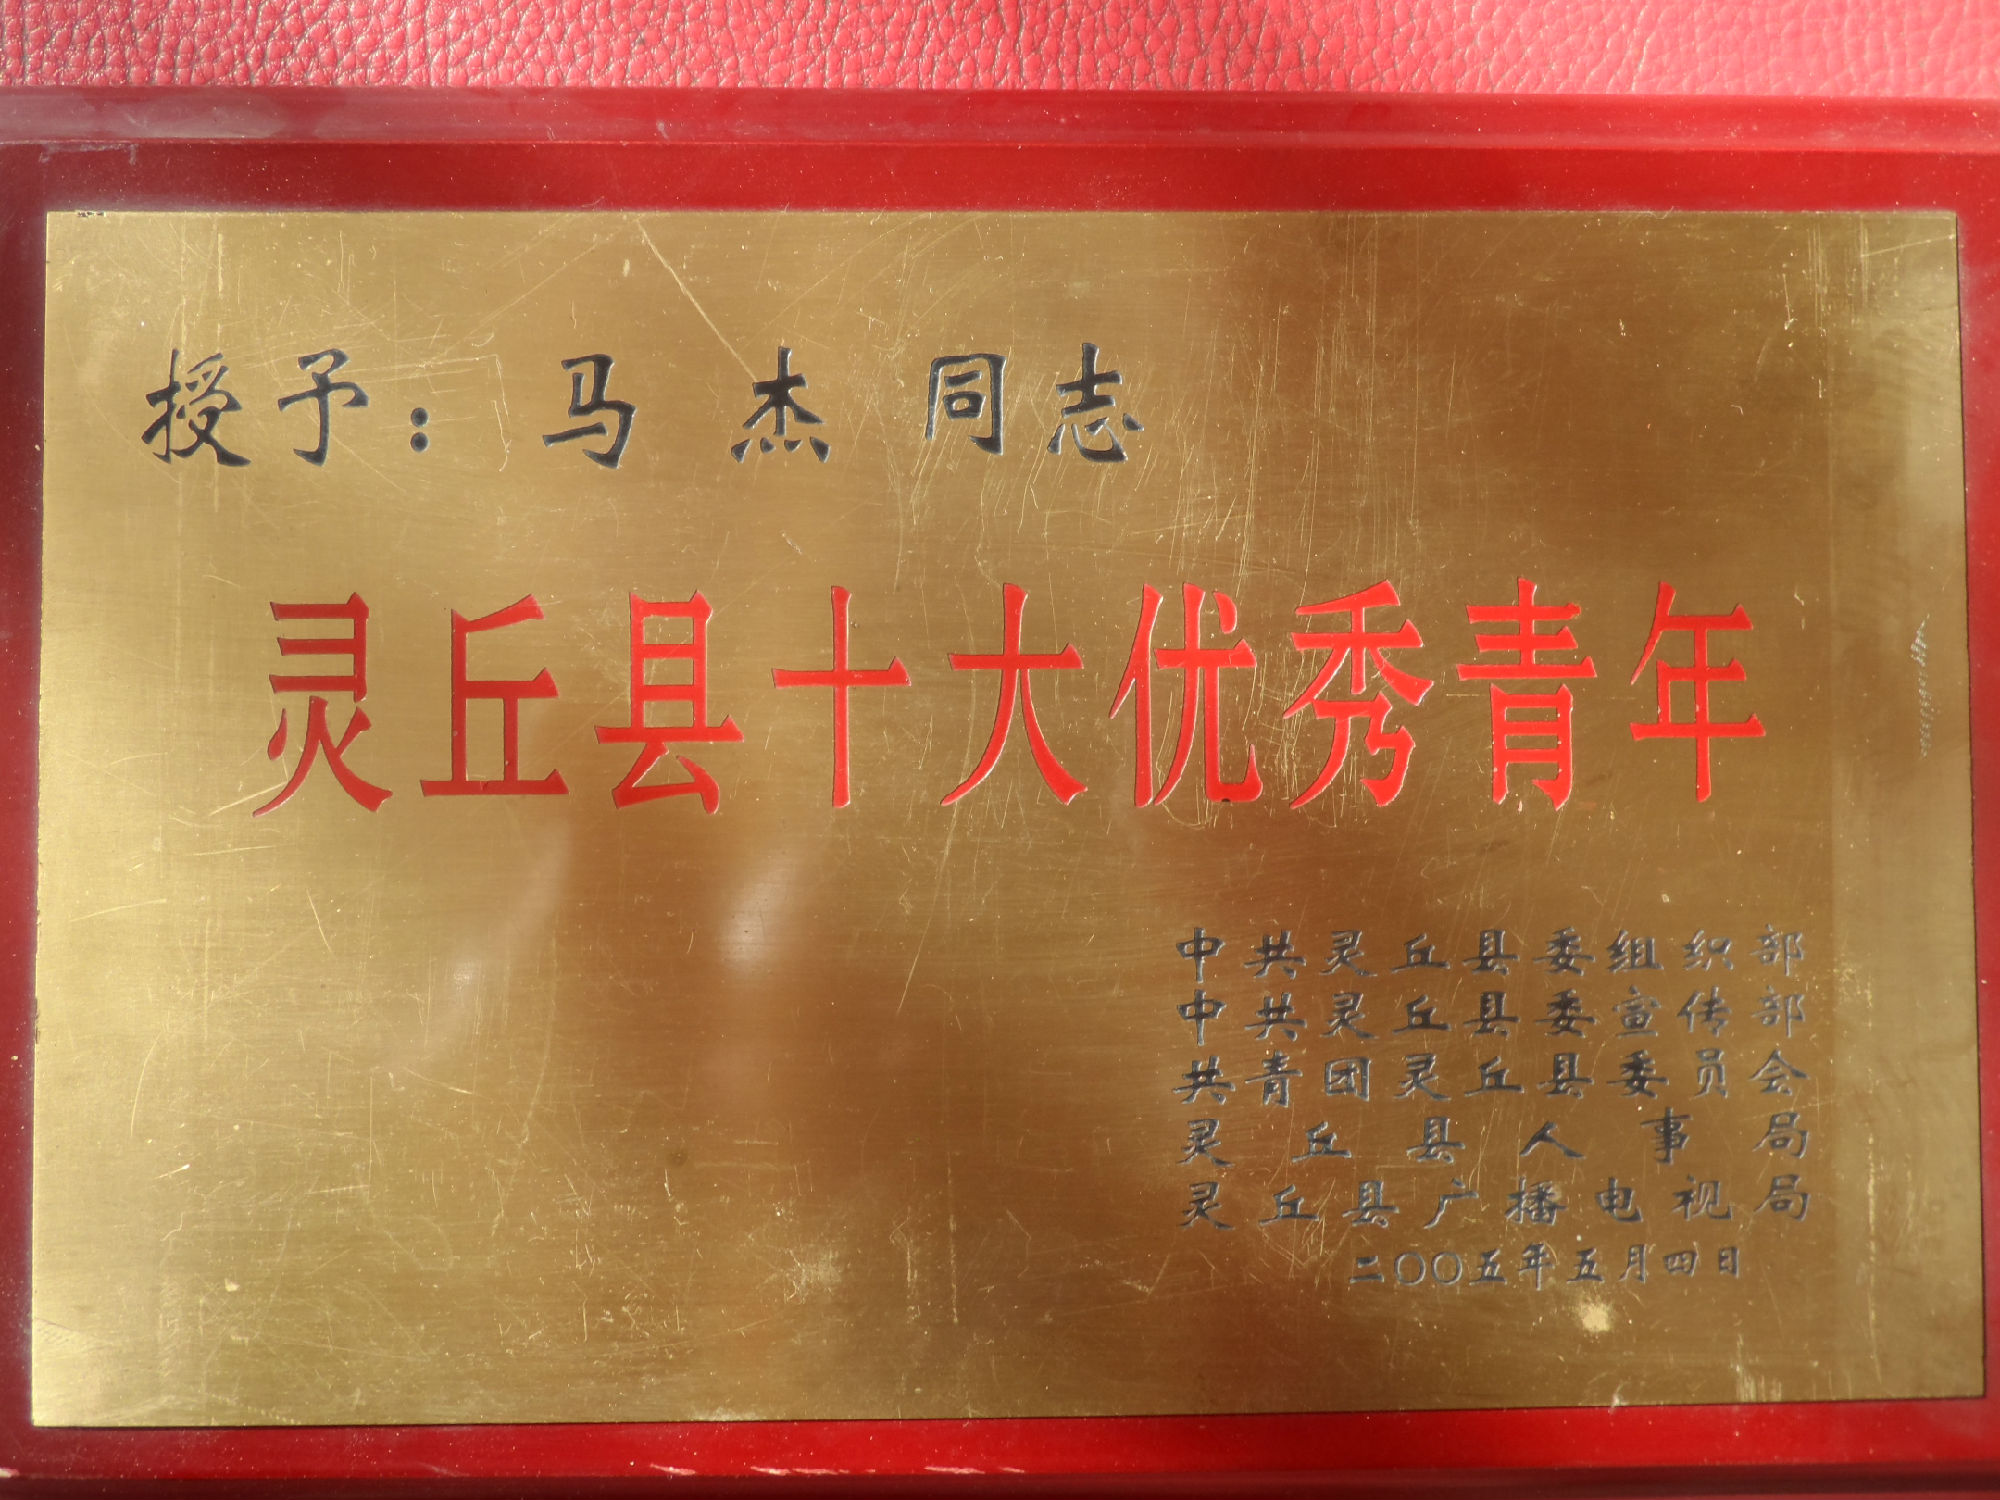 授予：马杰同志
灵丘县十大优秀青年
中共灵丘县委组织部
中共灵丘县委宣传部
共青团灵丘县委员会
灵丘县人事局
灵丘县广播电视局
二〇〇五年五月四日